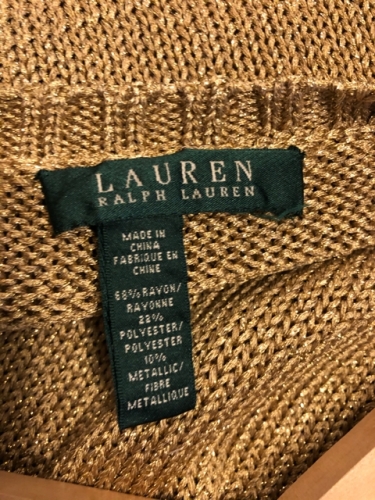 LAUREN
RALPH LAUREN
MADE IN
CHINA
FABRIQUE EN
CHINE
68% RAYON/
RAYONNE
22%
POLYESTER/
POLYESTER
10%
METALLIC/
FIBRE
METALLIQUE